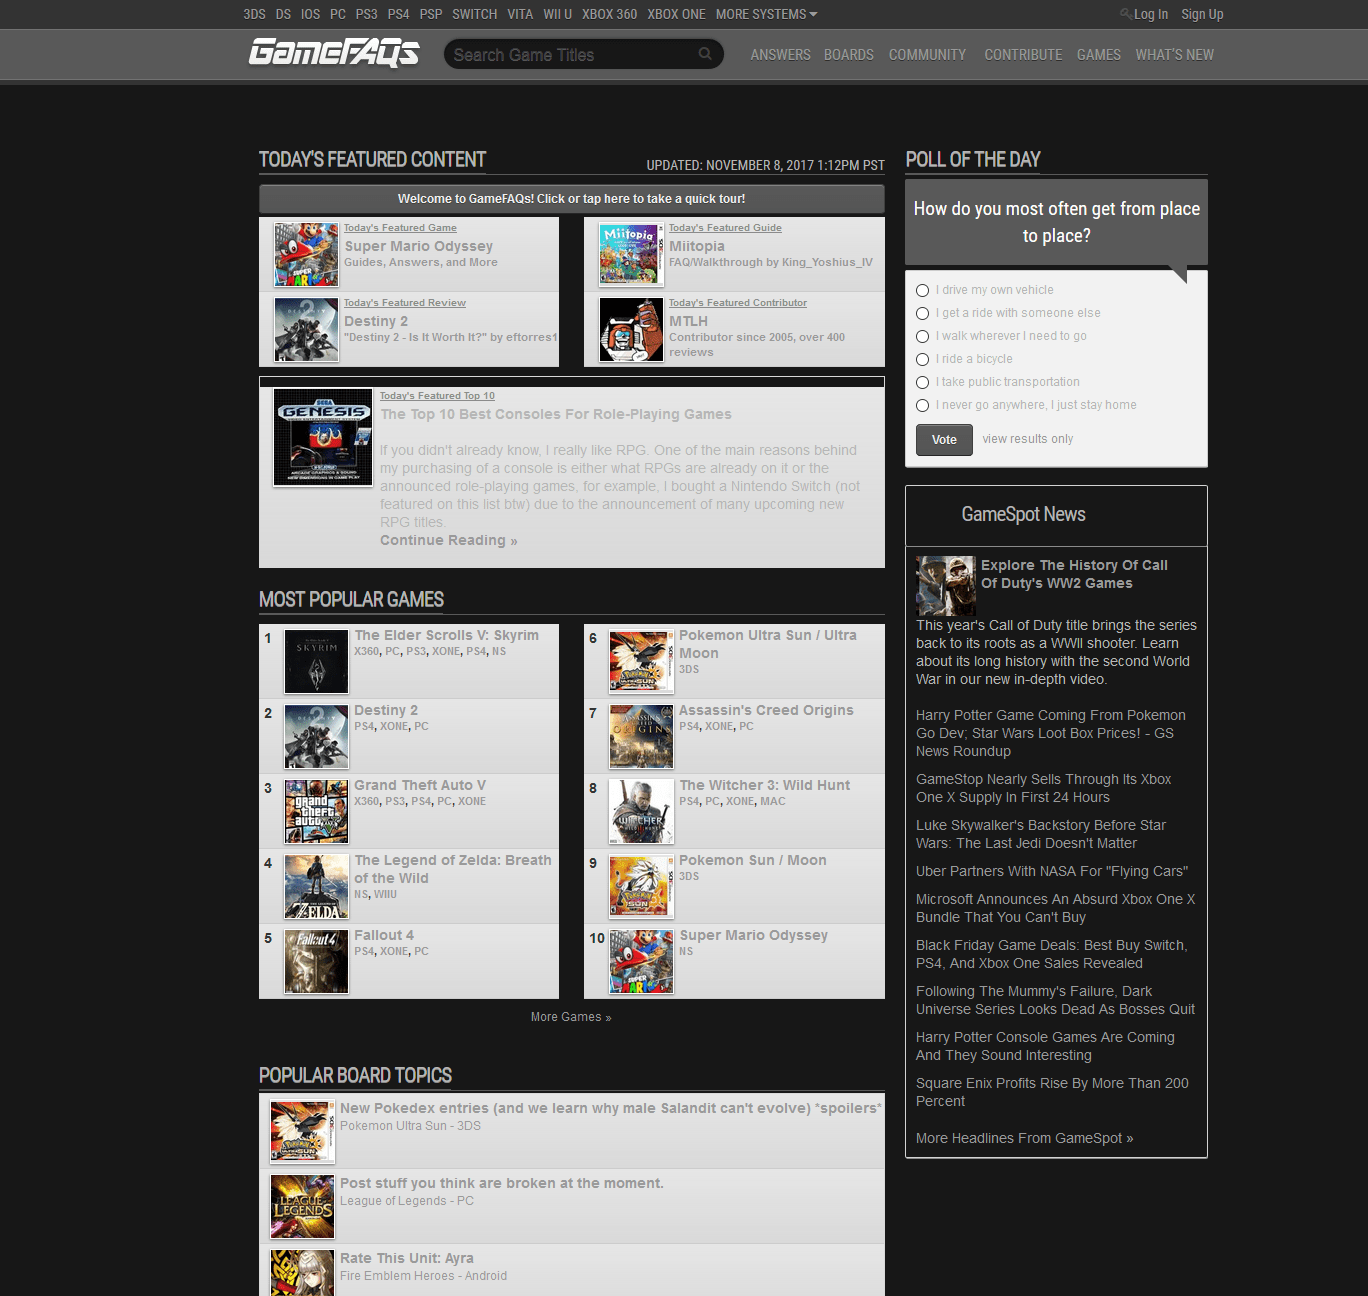 3DS DS IOS PC PS3 PS4 PSP SWITCH VITA WII U XBOX 360 XBOX ONE MORE SYSTEMS
Log In Sign Up
GameFAQs
Search Game Titles
ANSWERS BOARDS COMMUNITY CONTRIBUTE GAMES WHAT'S NEW
TODAY'S FEATURED CONTENT
UPDATED: NOVEMBER 8, 2017 1:12PM PST
Welcome to GameFAQs! Click or tap here to take a quick tour!
Today's Featured Game
Super Mario Odyssey
Guides, Answers, and More
Today's Featured Guide
Miitopia
FAQ/Walkthrough by King_Yoshius_IV
Today's Featured Review
Destiny 2
"Destiny 2 - Is It Worth It?" by eftorres1
Today's Featured Contributor
MTLH
Contributor since 2005, over 400
reviews
Today's Featured Top 10
The Top 10 Best Consoles For Role-Playing Games
If you didn't already know, I really like RPG. One of the main reasons behind
my purchasing of a console is either what RPGs are already on it or the
announced role-playing games, for example, I bought a Nintendo Switch (not
featured on this list btw) due to the announcement of many upcoming new
RPG titles.
Continue Reading »
MOST POPULAR GAMES
1
The Elder Scrolls V: Skyrim
X360, PC, PS3, XONE, PS4, NS
2
Destiny 2
PS4, XONE, PC
3
Grand Theft Auto V
X360, PS3, PS4, PC, XONE
4
The Legend of Zelda: Breath
of the Wild
NS, WIIU
5
Fallout 4
PS4, XONE, PC
6
Pokemon Ultra Sun / Ultra
Moon
3DS
7
Assassin's Creed Origins
PS4, XONE, PC
8
The Witcher 3: Wild Hunt
PS4, PC, XONE, MAC
9
Pokemon Sun / Moon
3DS
10
Super Mario Odyssey
NS
More Games »
POPULAR BOARD TOPICS
New Pokedex entries (and we learn why male Salandit can't evolve) *spoilers*
Pokemon Ultra Sun - 3DS
Post stuff you think are broken at the moment.
League of Legends - PC
Rate This Unit: Ayra
Fire Emblem Heroes - Android
POLL OF THE DAY
How do you most often get from place
to place?
I drive my own vehicle
I get a ride with someone else
I walk wherever I need to go
I ride a bicycle
I take public transportation
I never go anywhere, I just stay home
Vote view results only
GameSpot News
Explore The History Of Call
Of Duty's WW2 Games
This year's Call of Duty title brings the series
back to its roots as a WWII shooter. Learn
about its long history with the second World
War in our new in-depth video.
Harry Potter Game Coming From Pokemon
Go Dev; Star Wars Loot Box Prices! - GS
News Roundup
GameStop Nearly Sells Through Its Xbox
One X Supply In First 24 Hours
Luke Skywalker's Backstory Before Star
Wars: The Last Jedi Doesn't Matter
Uber Partners With NASA For "Flying Cars"
Microsoft Announces An Absurd Xbox One X
Bundle That You Can't Buy
Black Friday Game Deals: Best Buy Switch,
PS4, And Xbox One Sales Revealed
Following The Mummy's Failure, Dark
Universe Series Looks Dead As Bosses Quit
Harry Potter Console Games Are Coming
And They Sound Interesting
Square Enix Profits Rise By More Than 200
Percent
More Headlines From GameSpot »